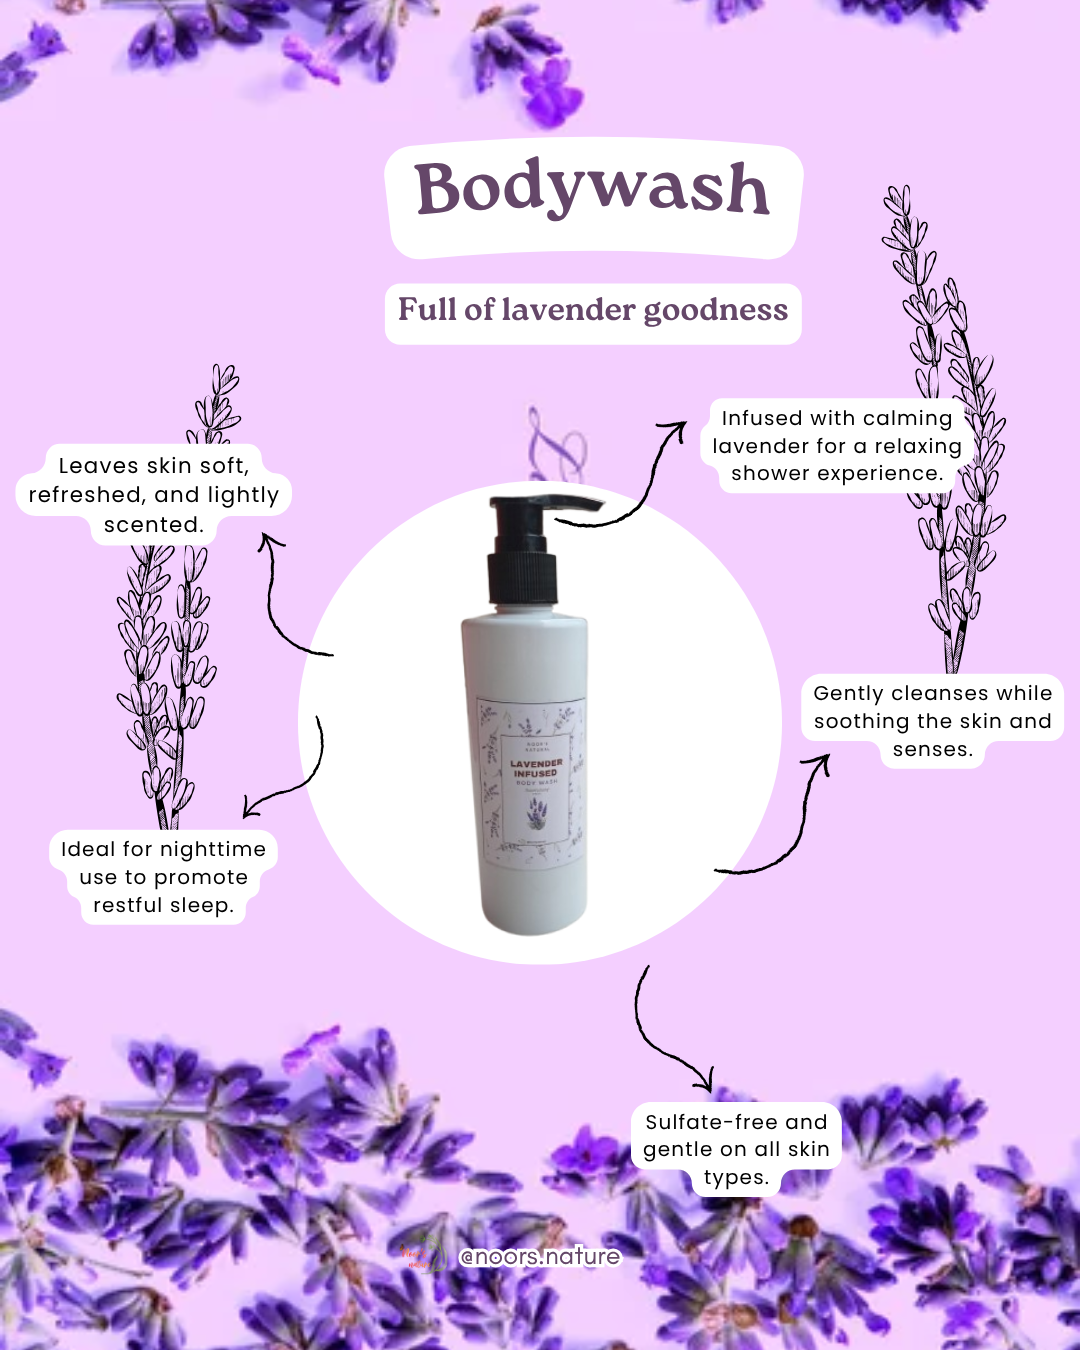 Bodywash
Full of lavender goodness
Infused with calming
lavender for a relaxing
shower experience.
Leaves skin soft,
refreshed, and lightly
scented.
Gently cleanses while
soothing the skin and
senses.
NOOR'S
NATURAL
LAVENDER
INFUSED
BODY WASH
Ideal for nighttime
use to promote
restful sleep.
Sulfate-free and
gentle on all skin
types.
@noors.nature